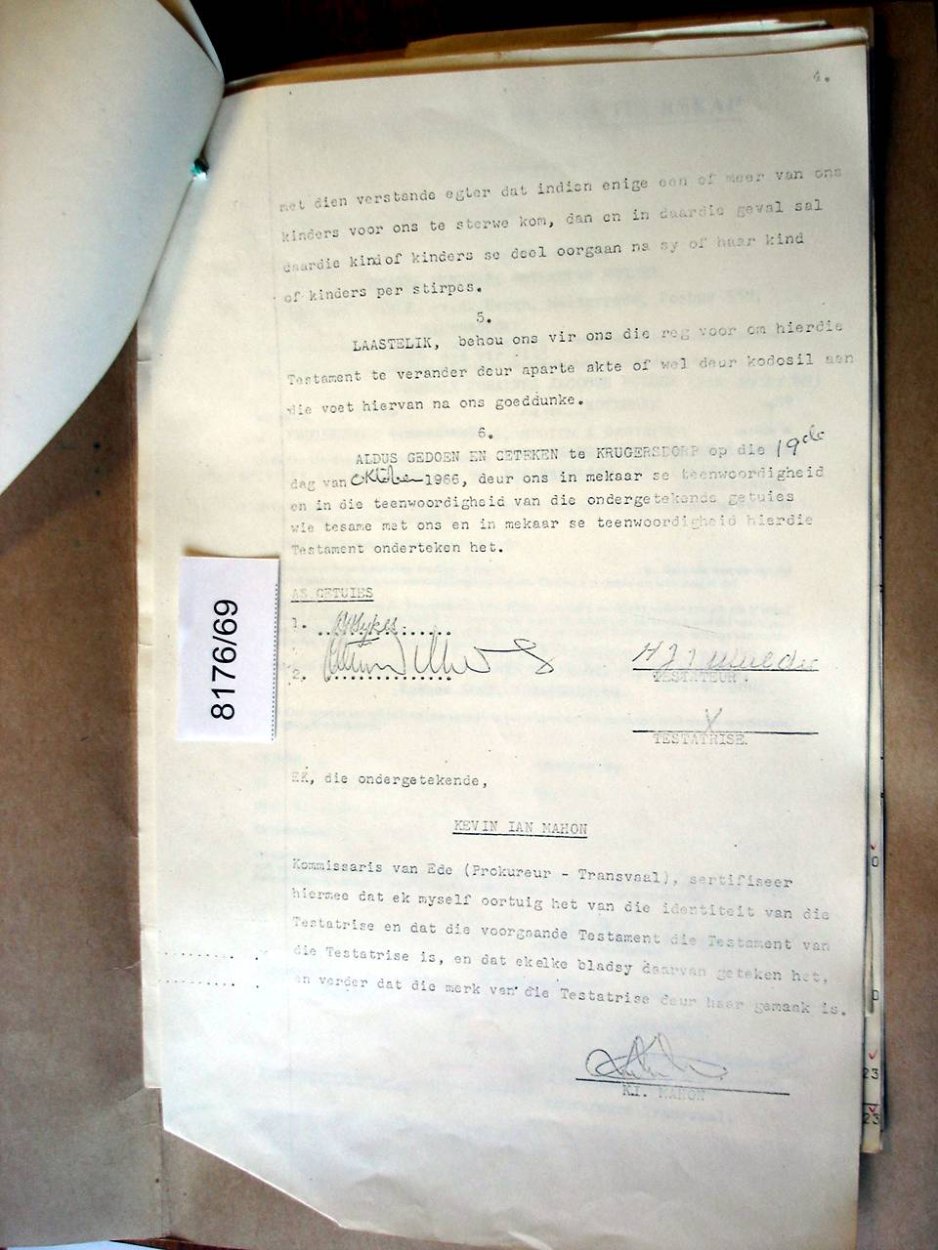 4.
met dien verstende egter dat indien enige een of meer van ons
kinders voor ons te sterwe kom, dan en in daardie geval sal
daardie kindof kinders se deel oorgaan na sy of haar kind
of kinders per stirpes.
5.
LAASTELIK, behou ons vir ons die reg voor om hierdie
Testament te verander deur aparte akte of wel deur kodosil aan
die voet hiervan na ons goeddunke.
6.
ALDUS GEDOEN EN GETEKEN te KRUGERSDORP op die 19de
dag van Oktober 1966, deur ons in mekaar se teenwoordigheid
en in die teenwoordigheid van die ondergetekende getuies
wie tesame met ons en in mekaar se teenwoordigheid hierdie
Testament onderteken het.
AS GETUIES
1.
2.
TESTATEUR.
X
TESTATRISE.
8176/69
EK, die ondergetekende,
KEVIN IAN MAHON
Kommissaris van Ede (Prokureur - Transvaal), sertifiseer
hiermee dat ek myself oortuig het van die identiteit van die
Testatrise en dat die voorgaande Testament die Testament van
die Testatrise is, en dat ekelke bladsy daarvan geteken het,
en verder dat die merk van die Testatrise deur haar gemaak is.
K.I. MAHON
0
0
23
23